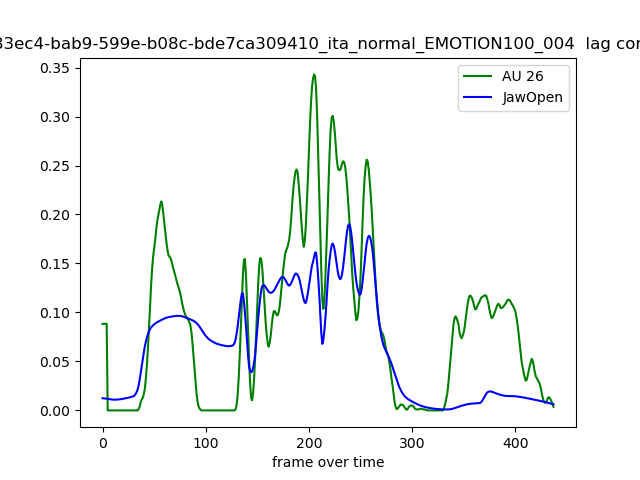 33ec4-bab9-599e-b08c-bde7ca309410_ita_normal_EMOTION100_004 lag cor
0.35
0.30
0.25
0.20
0.15
0.10
0.05
0.00
AU 26
JawOpen
0 100 200 300 400
frame over time